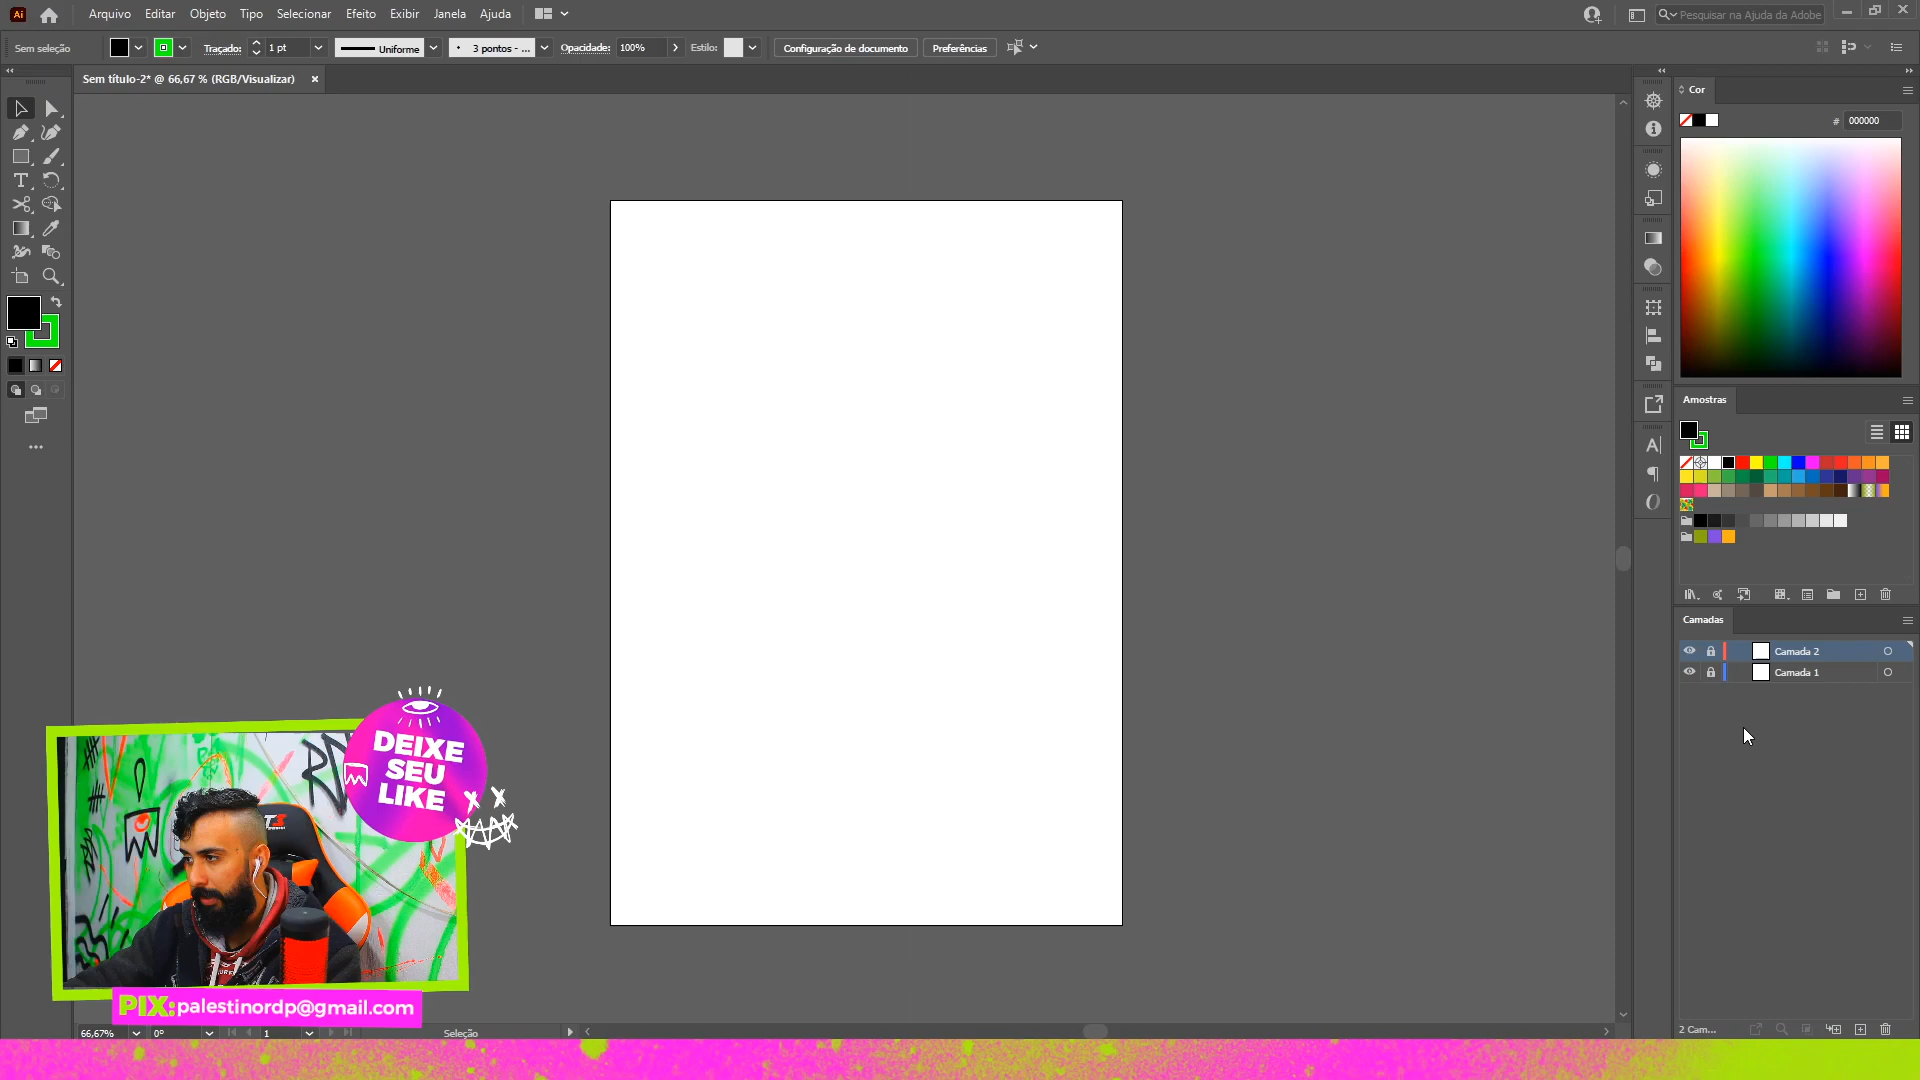 Ai
Arquivo Editar Objeto Tipo Selecionar Efeito Exibir Janela Ajuda
Pesquisar na Ajuda da Adobe
Sem seleção
Traçado:
1 pt
Uniforme
3 pontos - ...
Opacidade:
100%
Estilo:
Configuração de documento
Preferências
Sem título-2* @ 66,67 % (RGB/Visualizar)
Cor
# 000000
Amostras
Camadas
Camada 2
Camada 1
2 Cam...
DEIXE
SEU
LIKE
PIX:palestinordp@gmail.com
66,67%
0°
1
Seleção